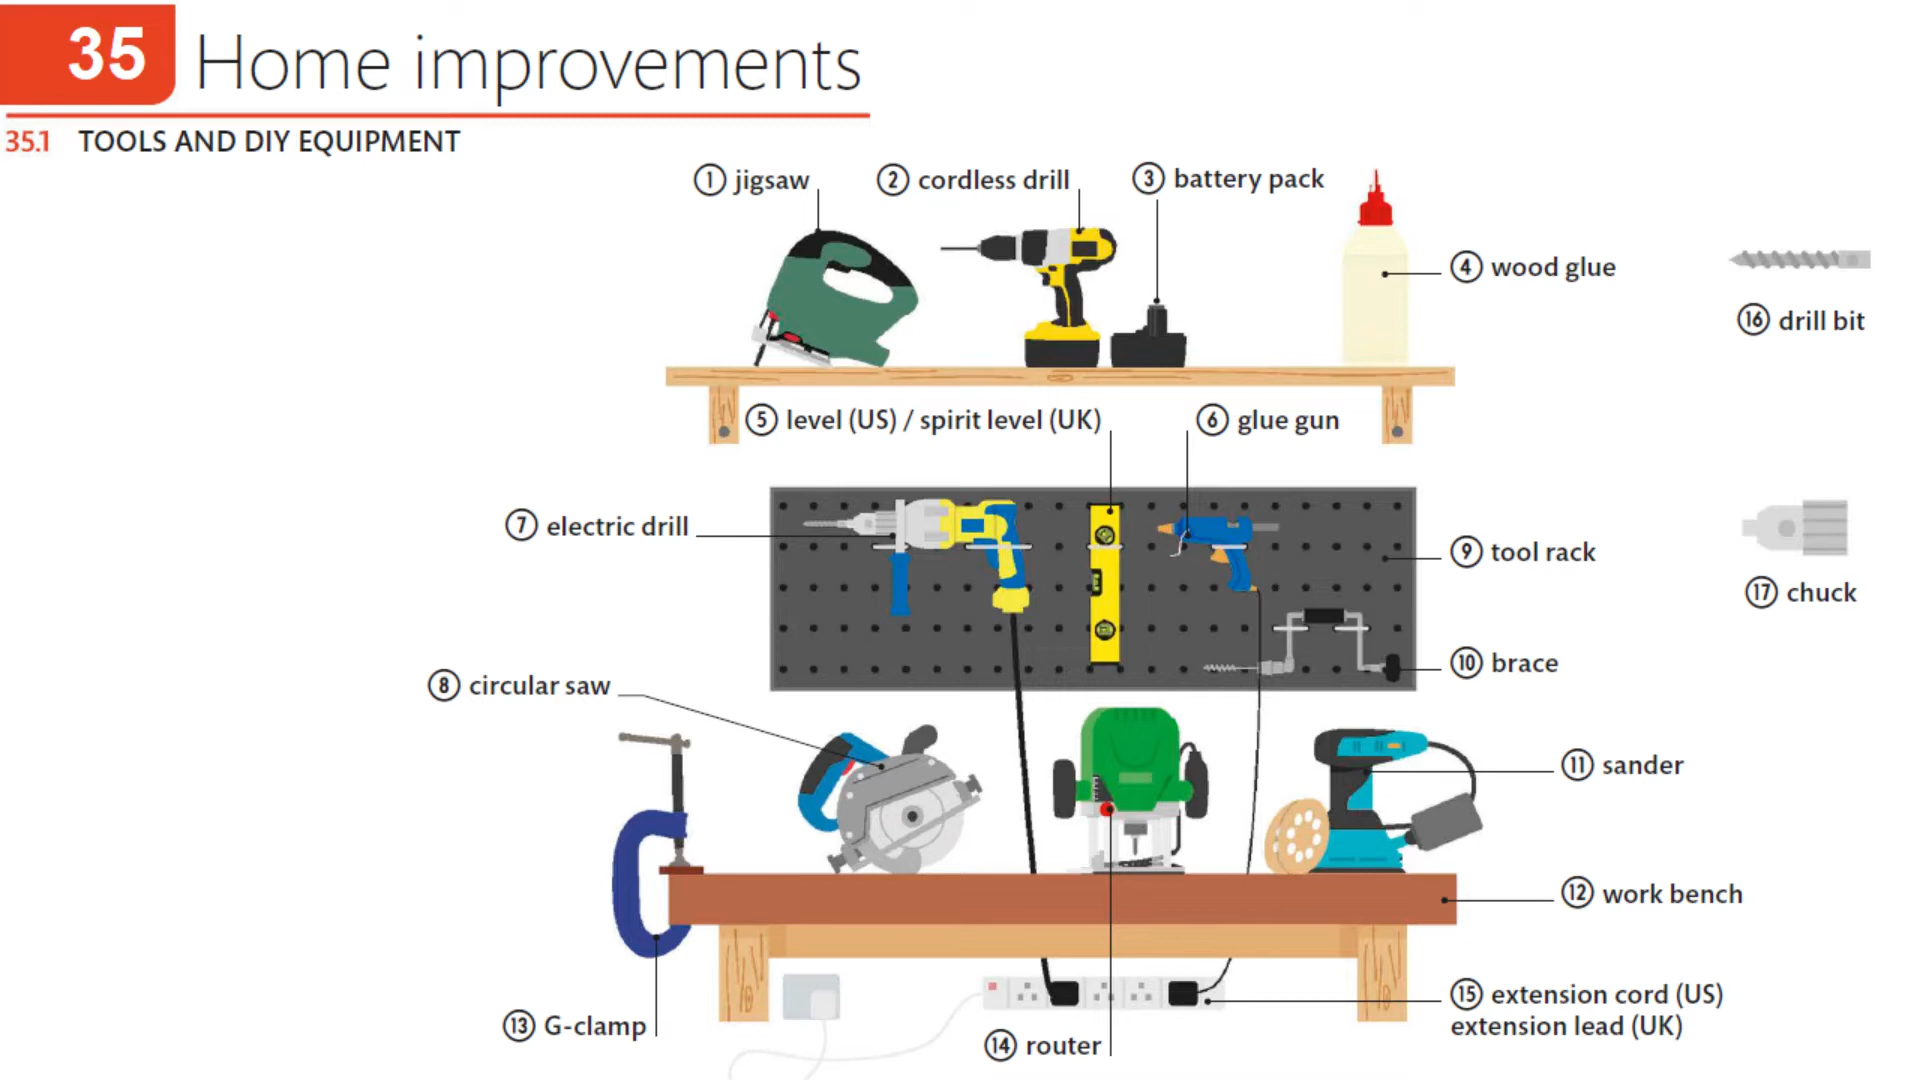 35 Home improvements
35.1 TOOLS AND DIY EQUIPMENT
① jigsaw
② cordless drill
③ battery pack
④ wood glue
⑯ drill bit
⑤ level (US) / spirit level (UK)
⑥ glue gun
⑦ electric drill
⑨ tool rack
⑰ chuck
⑧ circular saw
⑩ brace
⑪ sander
⑫ work bench
⑬ G-clamp
⑭ router
⑮ extension cord (US)
extension lead (UK)